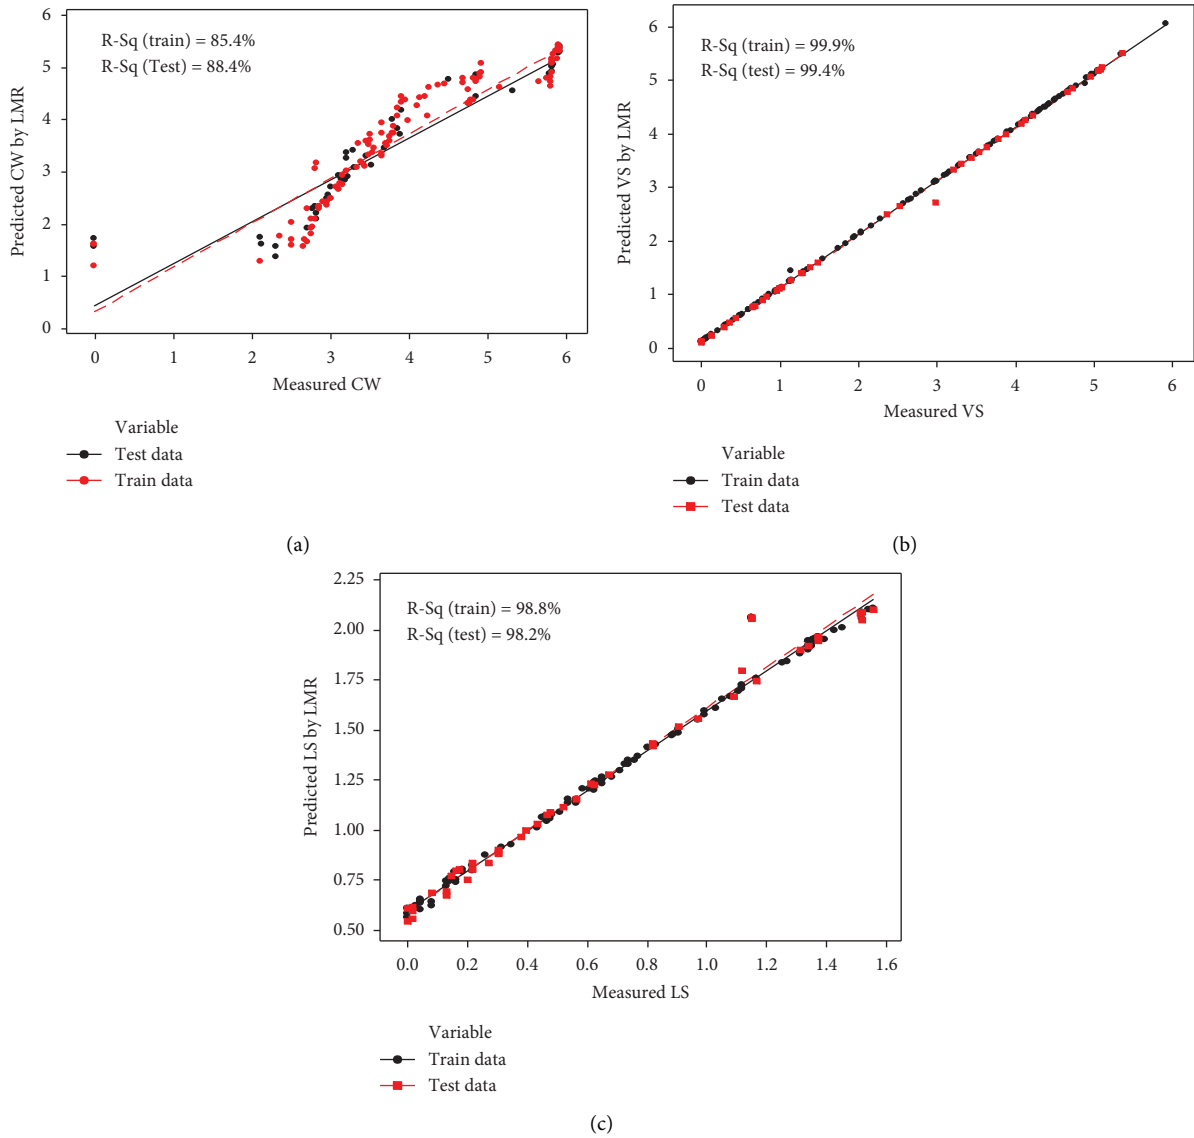 R-Sq (train) = 85.4%
R-Sq (Test) = 88.4%
6
5
4
3
2
1
0
Predicted CW by LMR
0 1 2 3 4 5 6
Measured CW
Variable
Test data
Train data
(a)
R-Sq (train) = 99.9%
R-Sq (test) = 99.4%
6
5
4
3
2
1
0
Predicted VS by LMR
0 1 2 3 4 5 6
Measured VS
Variable
Train data
Test data
(b)
R-Sq (train) = 98.8%
R-Sq (test) = 98.2%
2.25
2.00
1.75
1.50
1.25
1.00
0.75
0.50
Predicted LS by LMR
0.0 0.2 0.4 0.6 0.8 1.0 1.2 1.4 1.6
Measured LS
Variable
Train data
Test data
(c)